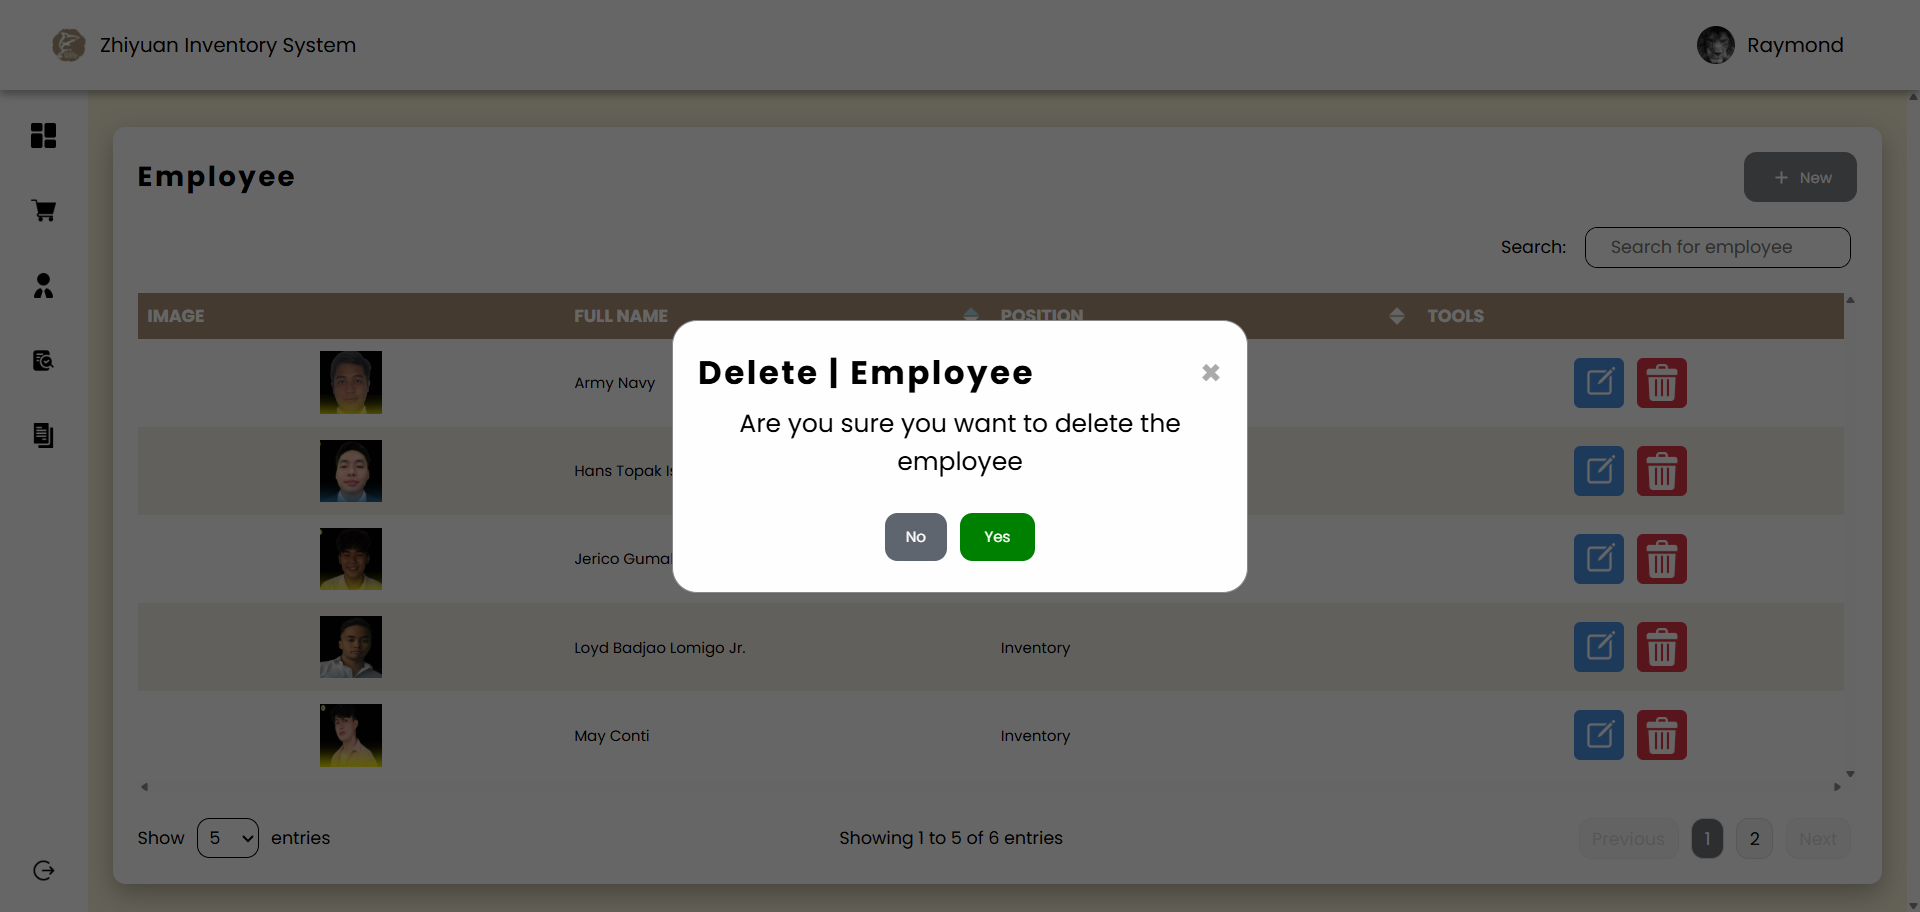 Zhiyuan Inventory System
Raymond
Employee
+ New
Search:
Search for employee
IMAGE
FULL NAME
POSITION
TOOLS
Delete | Employee
Are you sure you want to delete the
employee
No
Yes
Army Navy
Hans Topak
Jerico
Loyd Badjao Lomigo Jr.
Inventory
May Conti
Inventory
Show
5
entries
Showing 1 to 5 of 6 entries
Previous
1
2
Next